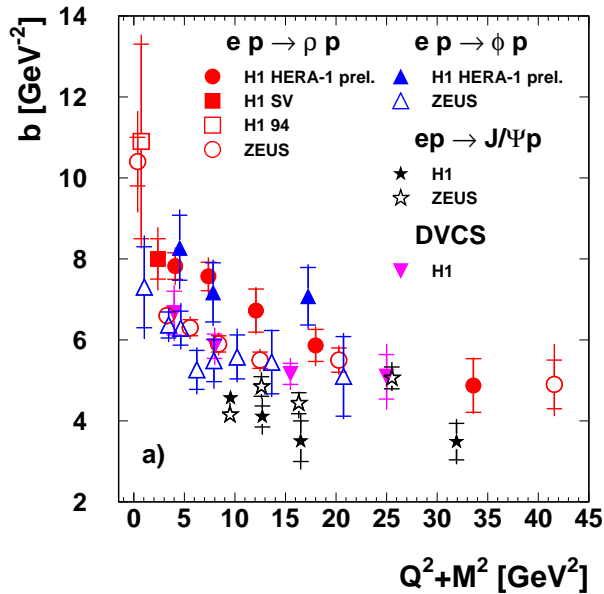 b [GeV⁻²]
14
12
10
8
6
4
2
e p → ρ p
H1 HERA-1 prel.
H1 SV
H1 94
ZEUS
e p → ϕ p
H1 HERA-1 prel.
ZEUS
ep → J/Ψp
H1
ZEUS
DVCS
H1
a)
0 5 10 15 20 25 30 35 40 45
Q²+M² [GeV²]